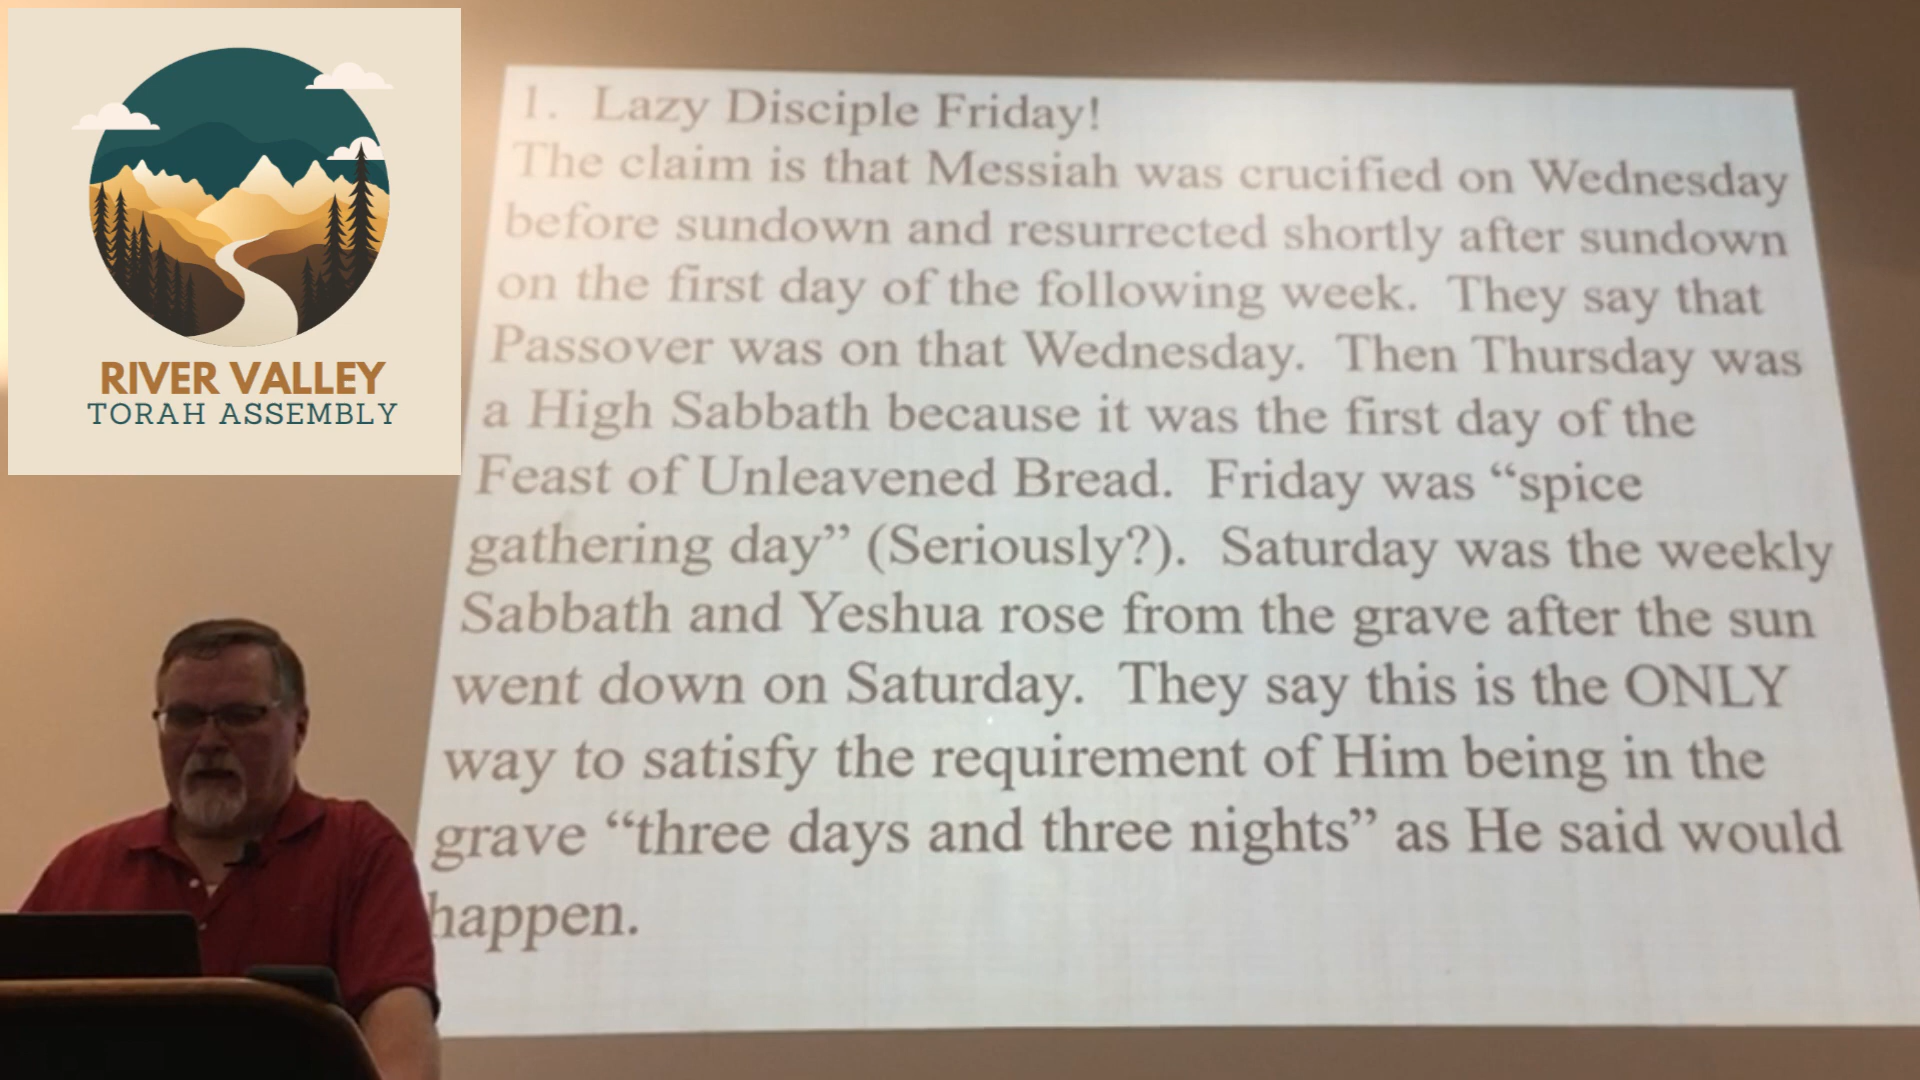 RIVER VALLEY
TORAH ASSEMBLY
1. Lazy Disciple Friday!
The claim is that Messiah was crucified on Wednesday
before sundown and resurrected shortly after sundown
on the first day of the following week. They say that
Passover was on that Wednesday. Then Thursday was
a High Sabbath because it was the first day of the
Feast of Unleavened Bread. Friday was “spice
gathering day” (Seriously?). Saturday was the weekly
Sabbath and Yeshua rose from the grave after the sun
went down on Saturday. They say this is the ONLY
way to satisfy the requirement of Him being in the
grave “three days and three nights” as He said would
happen.